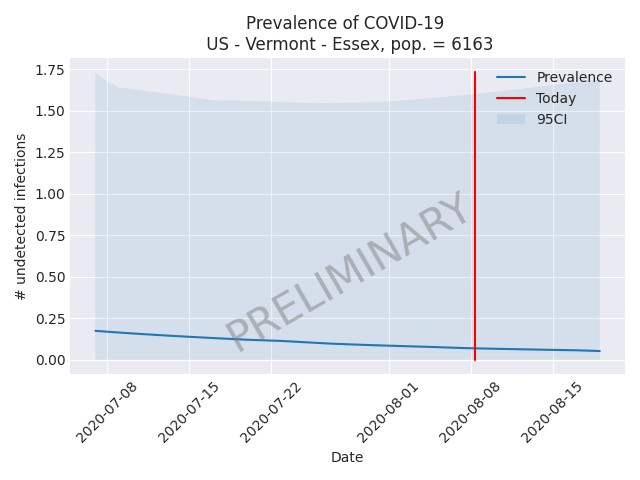 Prevalence of COVID-19
US - Vermont - Essex, pop. = 6163
1.75
1.50
1.25
1.00
0.75
0.50
0.25
0.00
# undetected infections
Prevalence
Today
95CI
PRELIMINARY
2020-07-08
2020-07-15
2020-07-22
2020-08-01
2020-08-08
2020-08-15
Date